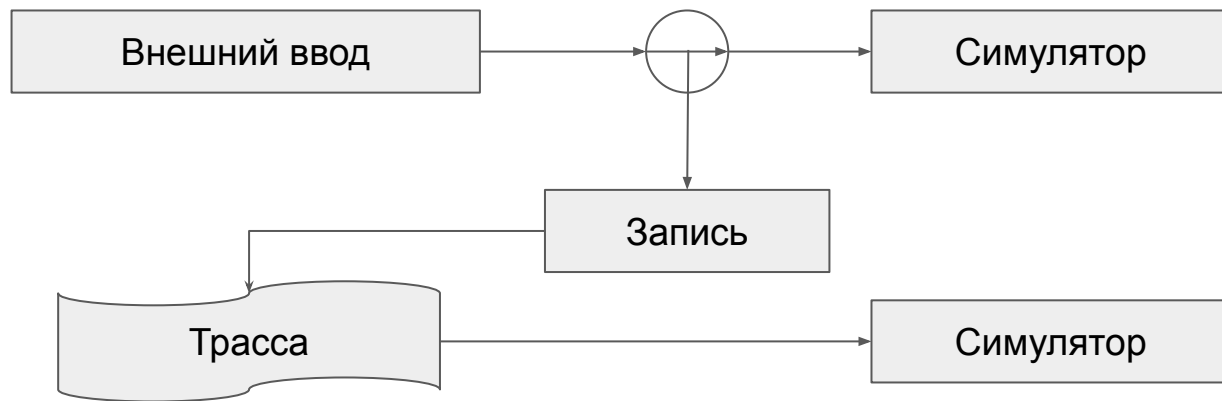 Внешний ввод
Симулятор
Запись
Трасса
Симулятор